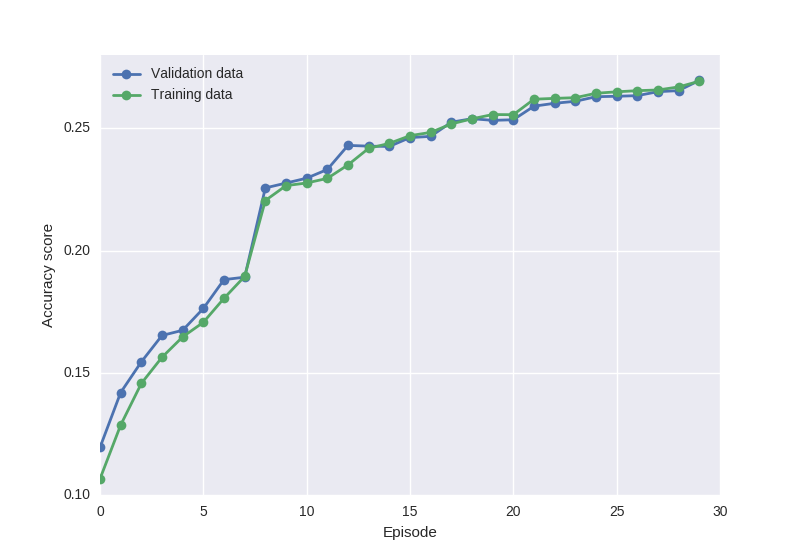 Validation data
Training data
Accuracy score
0.25
0.20
0.15
0.10
0 5 10 15 20 25 30
Episode